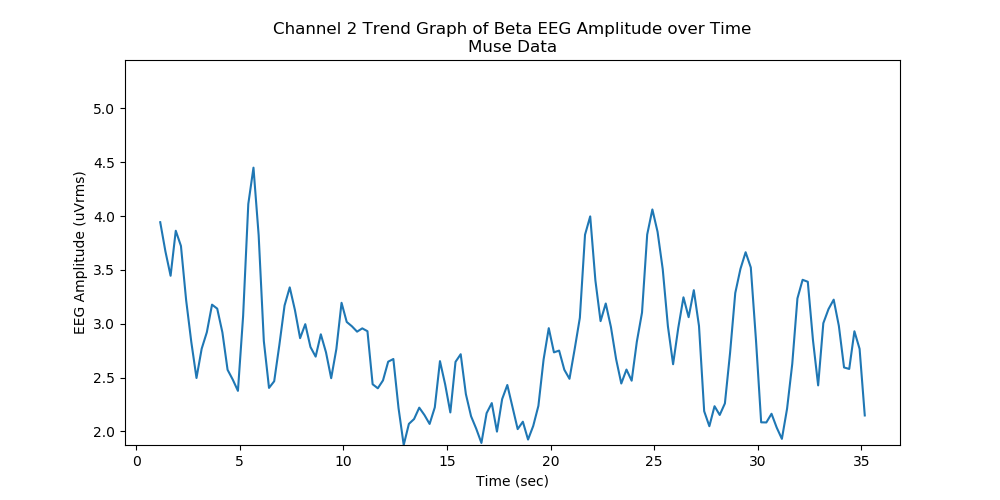 Channel 2 Trend Graph of Beta EEG Amplitude over Time
Muse Data
EEG Amplitude (uVrms)
5.0
4.5
4.0
3.5
3.0
2.5
2.0
0 5 10 15 20 25 30 35
Time (sec)